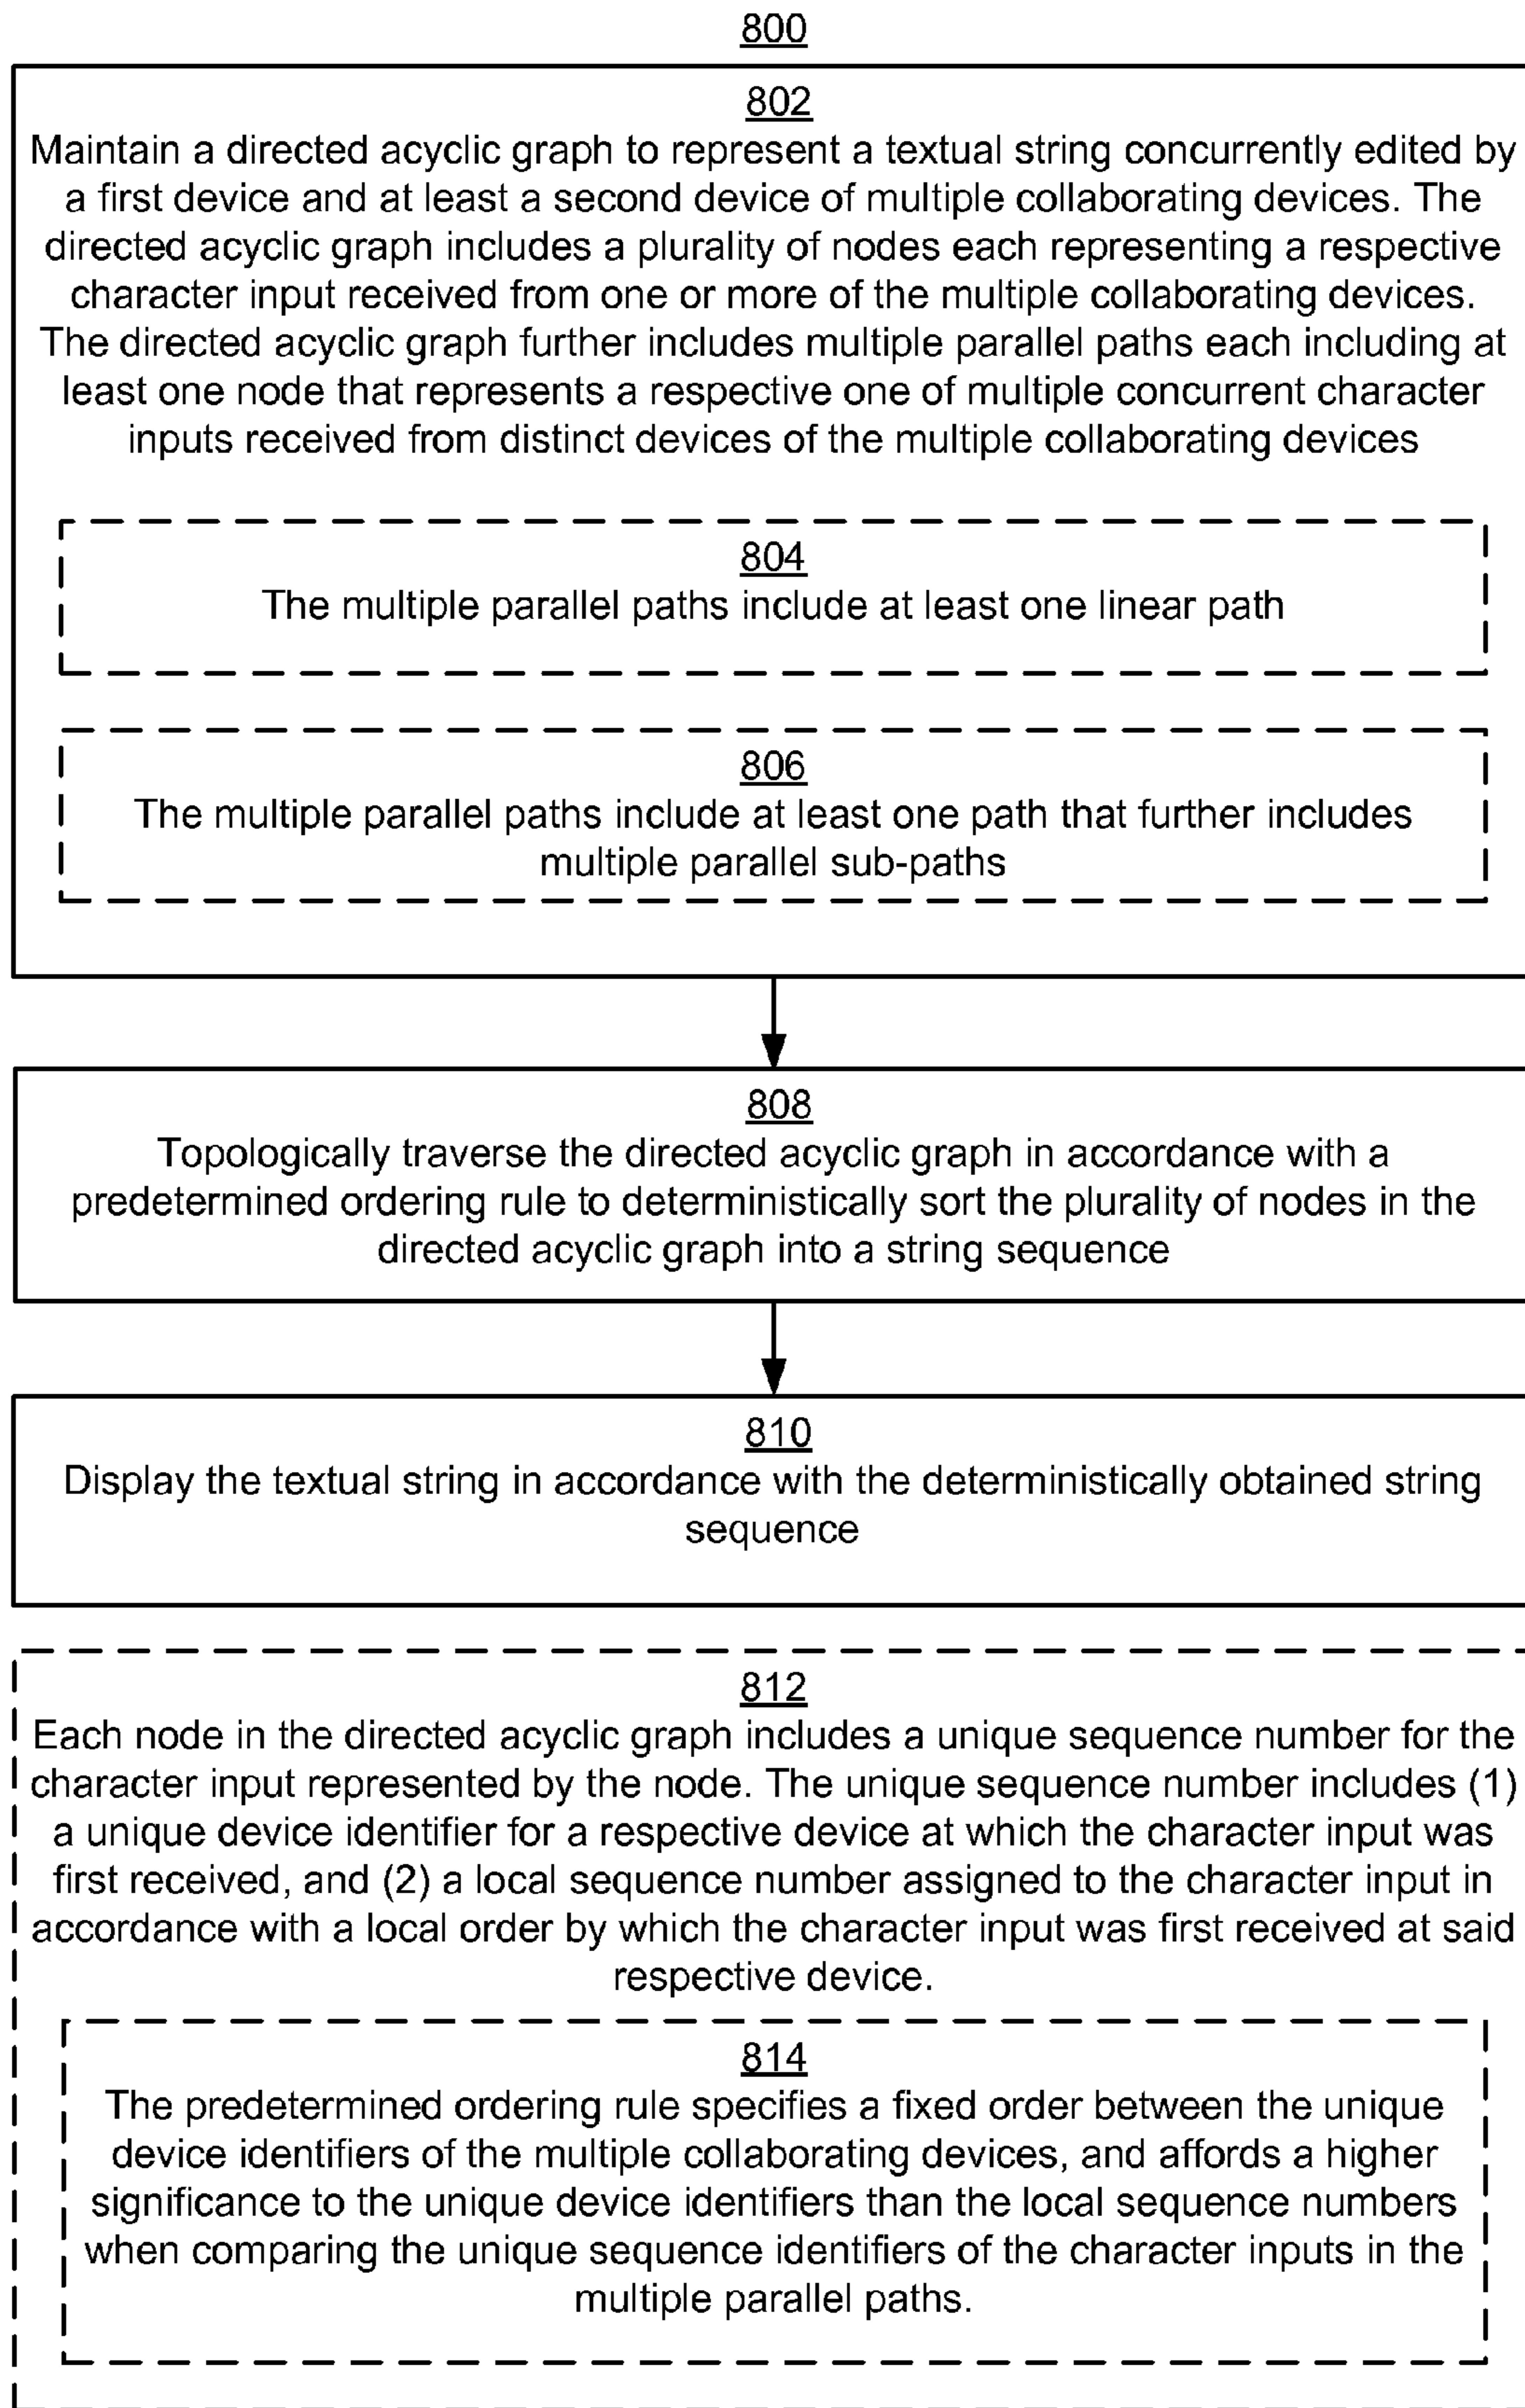 800
802
Maintain a directed acyclic graph to represent a textual string concurrently edited by
a first device and at least a second device of multiple collaborating devices. The
directed acyclic graph includes a plurality of nodes each representing a respective
character input received from one or more of the multiple collaborating devices.
The directed acyclic graph further includes multiple parallel paths each including at
least one node that represents a respective one of multiple concurrent character
inputs received from distinct devices of the multiple collaborating devices
804
The multiple parallel paths include at least one linear path
806
The multiple parallel paths include at least one path that further includes
multiple parallel sub-paths
808
Topologically traverse the directed acyclic graph in accordance with a
predetermined ordering rule to deterministically sort the plurality of nodes in the
directed acyclic graph into a string sequence
810
Display the textual string in accordance with the deterministically obtained string
sequence
812
Each node in the directed acyclic graph includes a unique sequence number for the
character input represented by the node. The unique sequence number includes (1)
a unique device identifier for a respective device at which the character input was
first received, and (2) a local sequence number assigned to the character input in
accordance with a local order by which the character input was first received at said
respective device.
814
The predetermined ordering rule specifies a fixed order between the unique
device identifiers of the multiple collaborating devices, and affords a higher
significance to the unique device identifiers than the local sequence numbers
when comparing the unique sequence identifiers of the character inputs in the
multiple parallel paths.